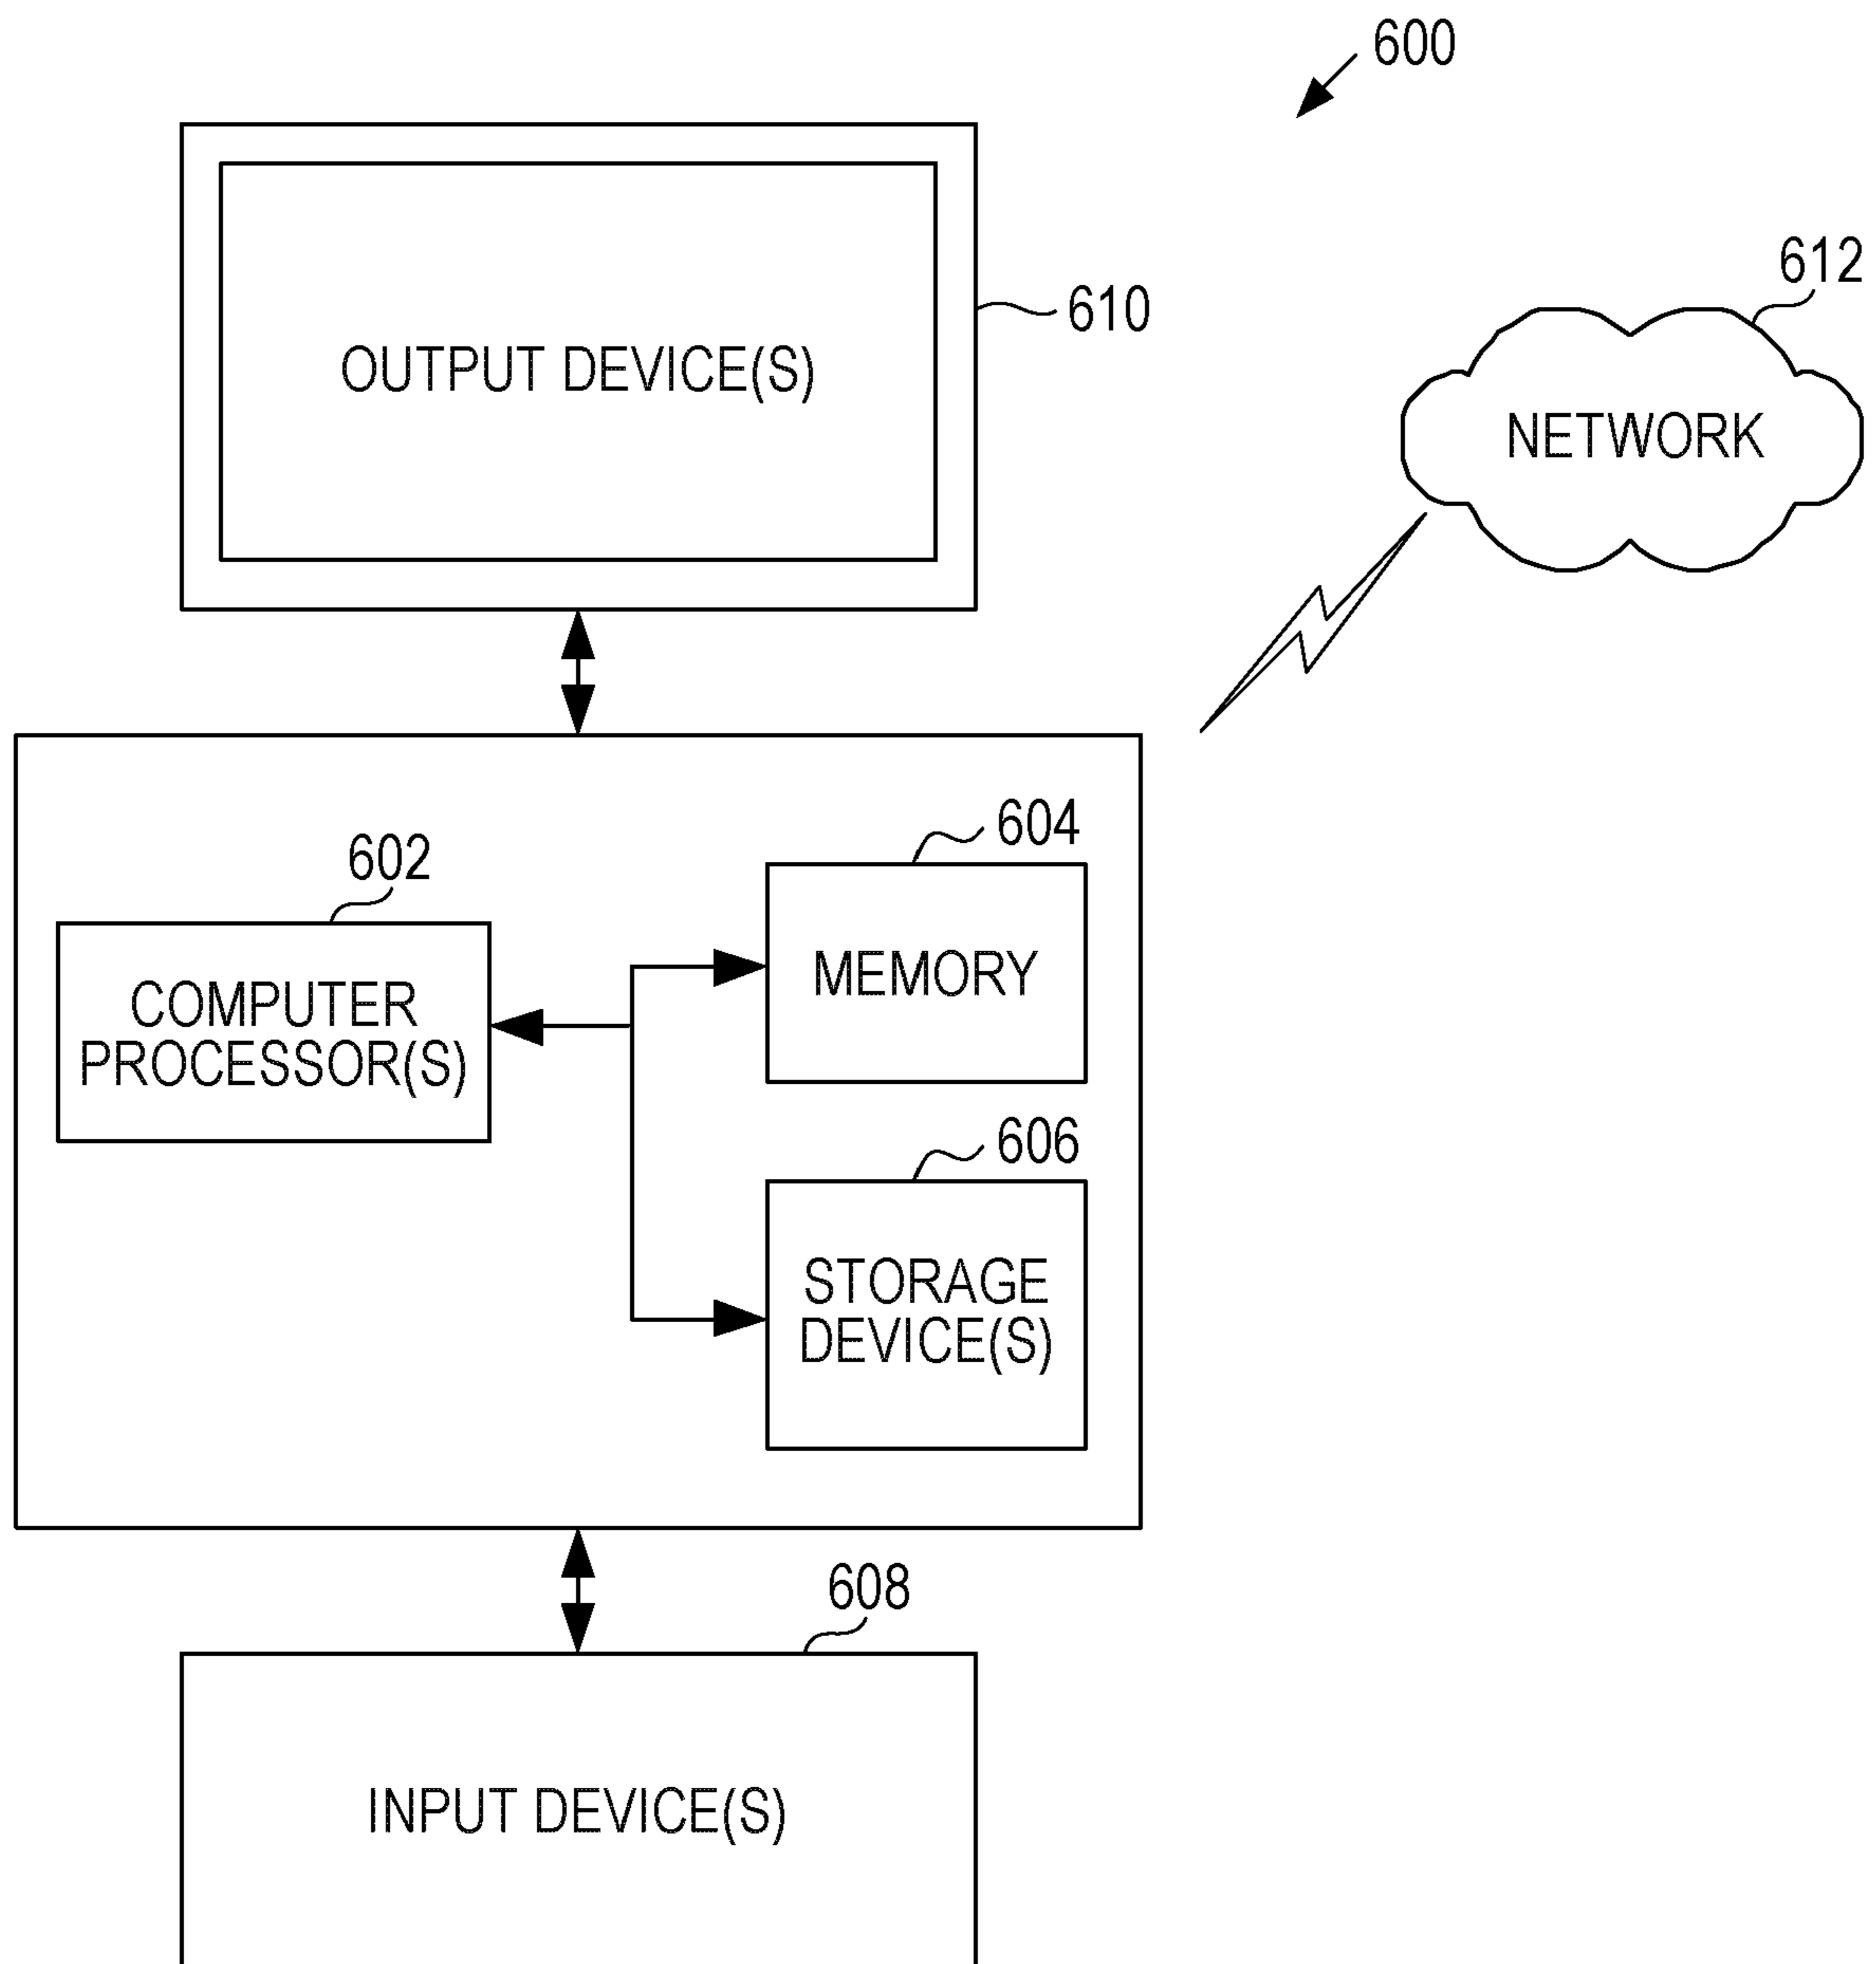 600
610
OUTPUT DEVICE(S)
612
NETWORK
602
COMPUTER
PROCESSOR(S)
604
MEMORY
606
STORAGE
DEVICE(S)
608
INPUT DEVICE(S)